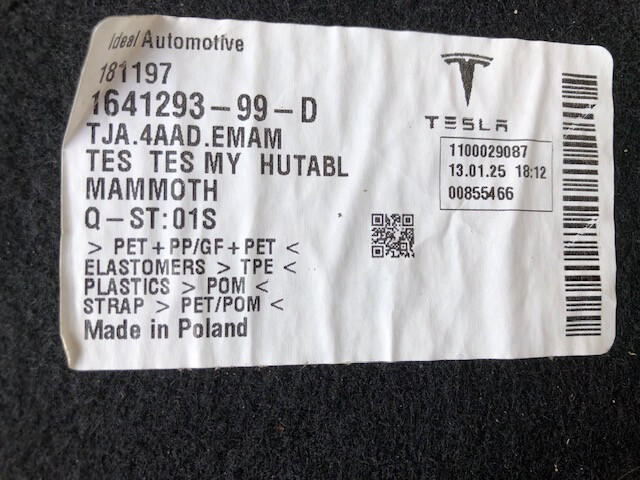 Ideal Automotive
181197
1641293-99-D
TJA.4AAD.EMAM
TES TES MY HUTABL
MAMMOTH
Q-ST:01S
> PET+PP/GF+PET <
ELASTOMERS > TPE <
PLASTICS > POM <
STRAP > PET/POM <
Made in Poland
TESLA
1100029087
13.01.25 18:12
00855466